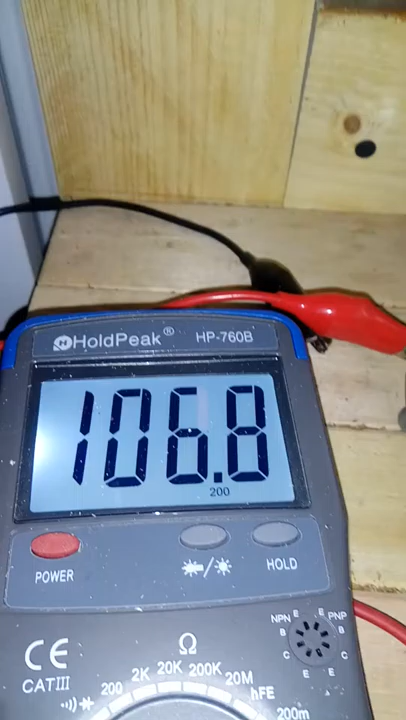 HoldPeak® HP-760B
106.8
200
POWER
HOLD
NPN E E PNP
B B
C C
E E
CE
CATIII
Ω
200 2K 20K 200K 20M hFE
200m